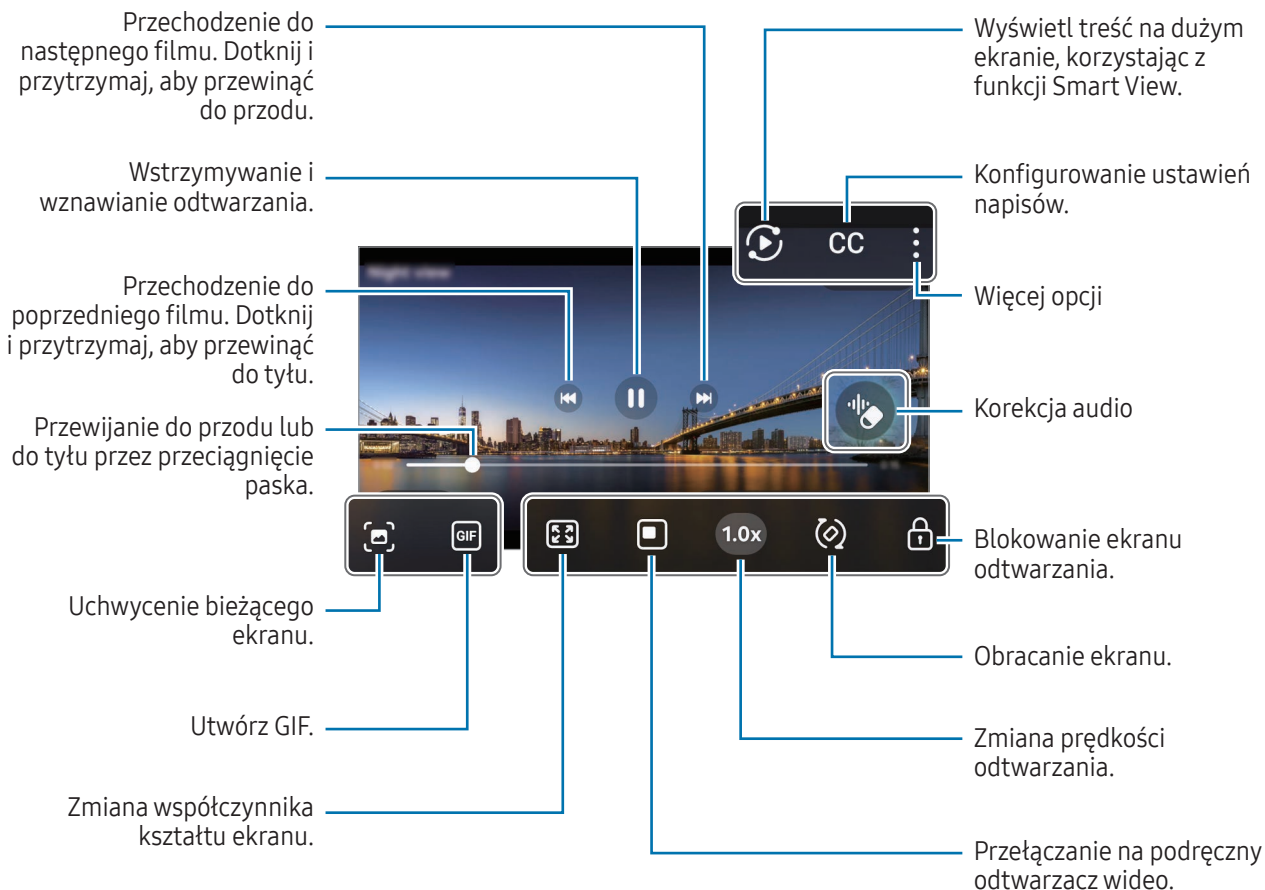 Przechodzenie do
następnego filmu. Dotknij i
przytrzymaj, aby przewinąć
do przodu.
Wstrzymywanie i
wznawianie odtwarzania.
Przechodzenie do
poprzedniego filmu. Dotknij
i przytrzymaj, aby przewinąć
do tyłu.
Przewijanie do przodu lub
do tyłu przez przeciągnięcie
paska.
Uchwycenie bieżącego
ekranu.
Utwórz GIF.
Zmiana współczynnika
kształtu ekranu.
CC
GIF
1.0x
Wyświetl treść na dużym
ekranie, korzystając z
funkcji Smart View.
Konfigurowanie ustawień
napisów.
Więcej opcji
Korekcja audio
Blokowanie ekranu
odtwarzania.
Obracanie ekranu.
Zmiana prędkości
odtwarzania.
Przełączanie na podręczny
odtwarzacz wideo.